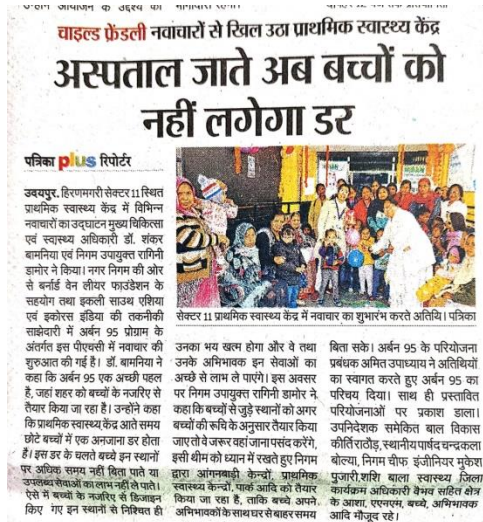 चाइल्ड फ्रेंडली नवाचारों से खिल उठा प्राथमिक स्वास्थ्य केंद्र
अस्पताल जाते अब बच्चों को
नहीं लगेगा डर
पत्रिका plus रिपोर्टर
उदयपुर. हिरणमगरी सेक्टर 11 स्थित
प्राथमिक स्वास्थ्य केंद्र में विभिन्न
नवाचारों का उद्घाटन मुख्य चिकित्सा
एवं स्वास्थ्य अधिकारी डॉ. शंकर
बामनिया एवं निगम उपायुक्त रागिनी
डामोर ने किया। नगर निगम की ओर
से बर्नार्ड वेन लीयर फाउंडेशन के
सहयोग तथा इकली साउथ एशिया
एवं इकोरस इंडिया की तकनीकी
साझेदारी में अर्बन 95 प्रोग्राम के
अंतर्गत इस पीएचसी में नवाचार की
शुरुआत की गई है। डॉ. बामनिया ने
कहा कि अर्बन 95 एक अच्छी पहल
है, जहां शहर को बच्चों के नजरिए से
तैयार किया जा रहा है। उन्होंने कहा
कि प्राथमिक स्वास्थ्य केंद्र आते समय
छोटे बच्चों में एक अनजाना डर होता
है। इस डर के चलते बच्चे इन स्थानों
पर अधिक समय नहीं बिता पाते या
उपलब्ध सेवाओं का लाभ नहीं ले पाते।
ऐसे में बच्चों के नजरिए से डिजाइन
किए गए इन स्थानों से निश्चित ही
सेक्टर 11 प्राथमिक स्वास्थ्य केंद्र में नवाचार का शुभारंभ करते अतिथि। पत्रिका
उनका भय खत्म होगा और वे तथा
उनके अभिभावक इन सेवाओं का
अच्छे से लाभ ले पाएंगे। इस अवसर
पर निगम उपायुक्त रागिनी डामोर ने
कहा कि बच्चों से जुड़े स्थानों को अगर
बच्चों की रूचि के अनुसार तैयार किया
जाए तो वे जरूर वहां जाना पसंद करेंगे,
इसी थीम को ध्यान में रखते हुए निगम
द्वारा आंगनबाड़ी केन्द्रों, प्राथमिक
स्वास्थ्य केन्द्रों, पार्क आदि को तैयार
किया जा रहा है, ताकि बच्चे अपने
अभिभावकों के साथ घर से बाहर समय
बिता सके। अर्बन 95 के परियोजना
प्रबंधक अमित उपाध्याय ने अतिथियों
का स्वागत करते हुए अर्बन 95 का
परिचय दिया। साथ ही प्रस्तावित
परियोजनाओं पर प्रकाश डाला।
उपनिदेशक समेकित बाल विकास
कीर्ति राठौड़, स्थानीय पार्षद चन्द्रकला
बोल्या, निगम चीफ इंजीनियर मुकेश
पुजारी, शशि बाला स्वास्थ्य जिला
कार्यक्रम अधिकारी वैभव सहित क्षेत्र
के आशा, एएनएम, बच्चे, अभिभावक
आदि मौजूद रहे।